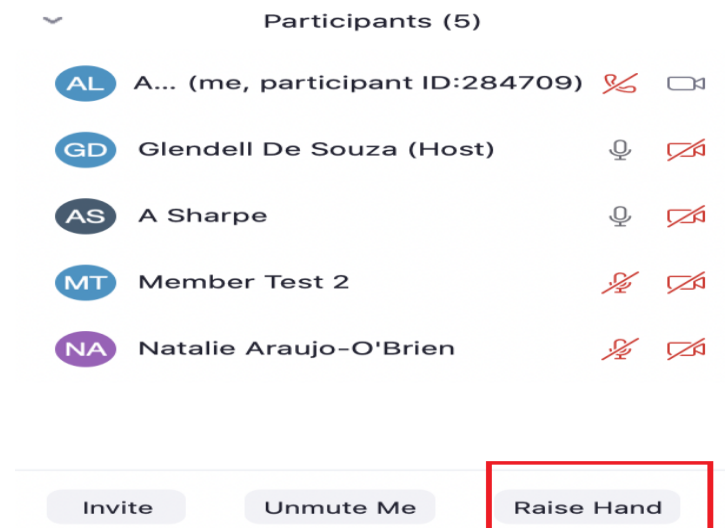 Participants (5)
AL A... (me, participant ID:284709)
GD Glendell De Souza (Host)
AS A Sharpe
MT Member Test 2
NA Natalie Araujo-O'Brien
Invite Unmute Me Raise Hand